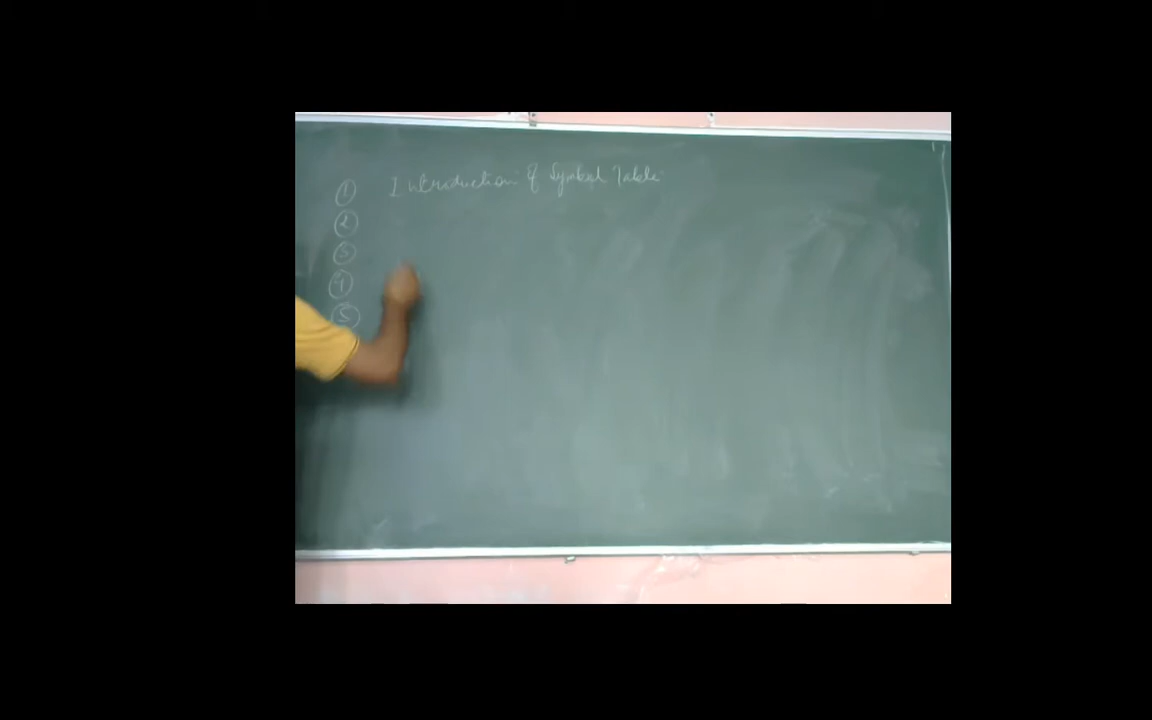 ① Introduction of Symbol Table
②
③
④
⑤